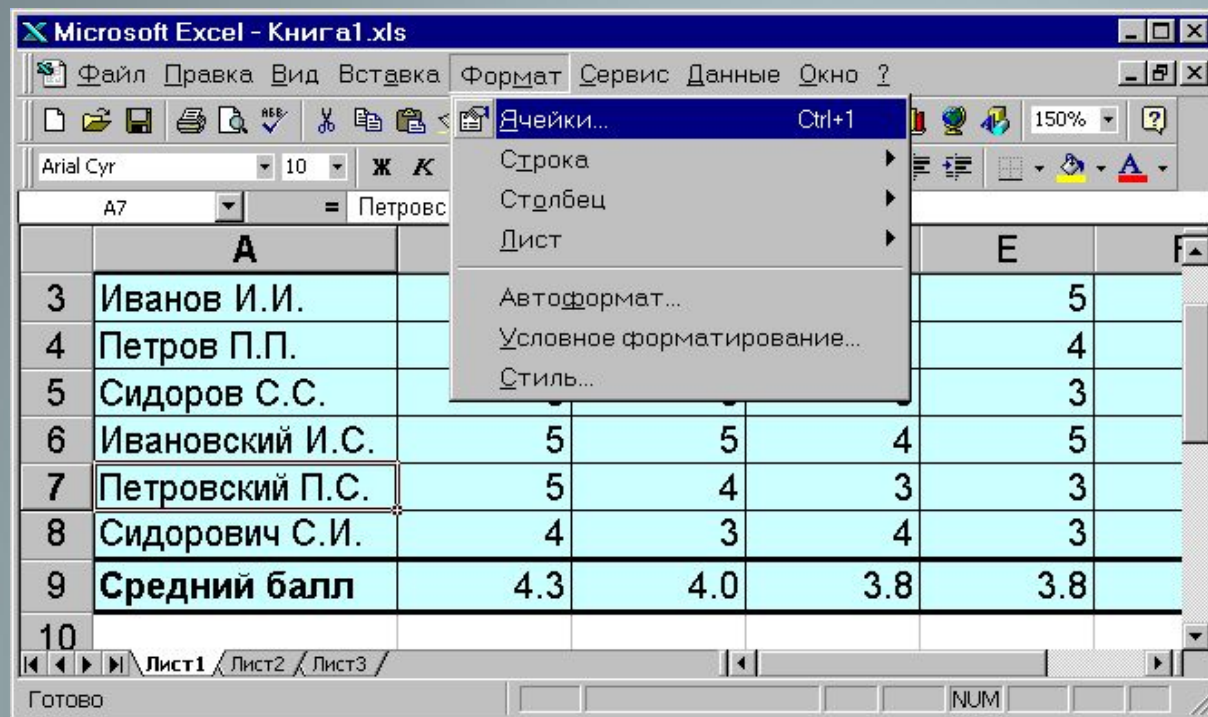 Microsoft Excel - Книга1.xls
Файл Правка Вид Вставка Формат Сервис Данные Окно ?
Ячейки... Ctrl+1
150%
Arial Cyr 10 Ж К
Строка
A7 = Петровс
Столбец
Лист
A E
Автоформат...
Условное форматирование...
Стиль...
3 Иванов И.И. 5
4 Петров П.П. 4
5 Сидоров С.С. 3
6 Ивановский И.С. 5 5 4 5
7 Петровский П.С. 5 4 3 3
8 Сидорович С.И. 4 3 4 3
9 Средний балл 4.3 4.0 3.8 3.8
10
Лист1 Лист2 Лист3
Готово NUM